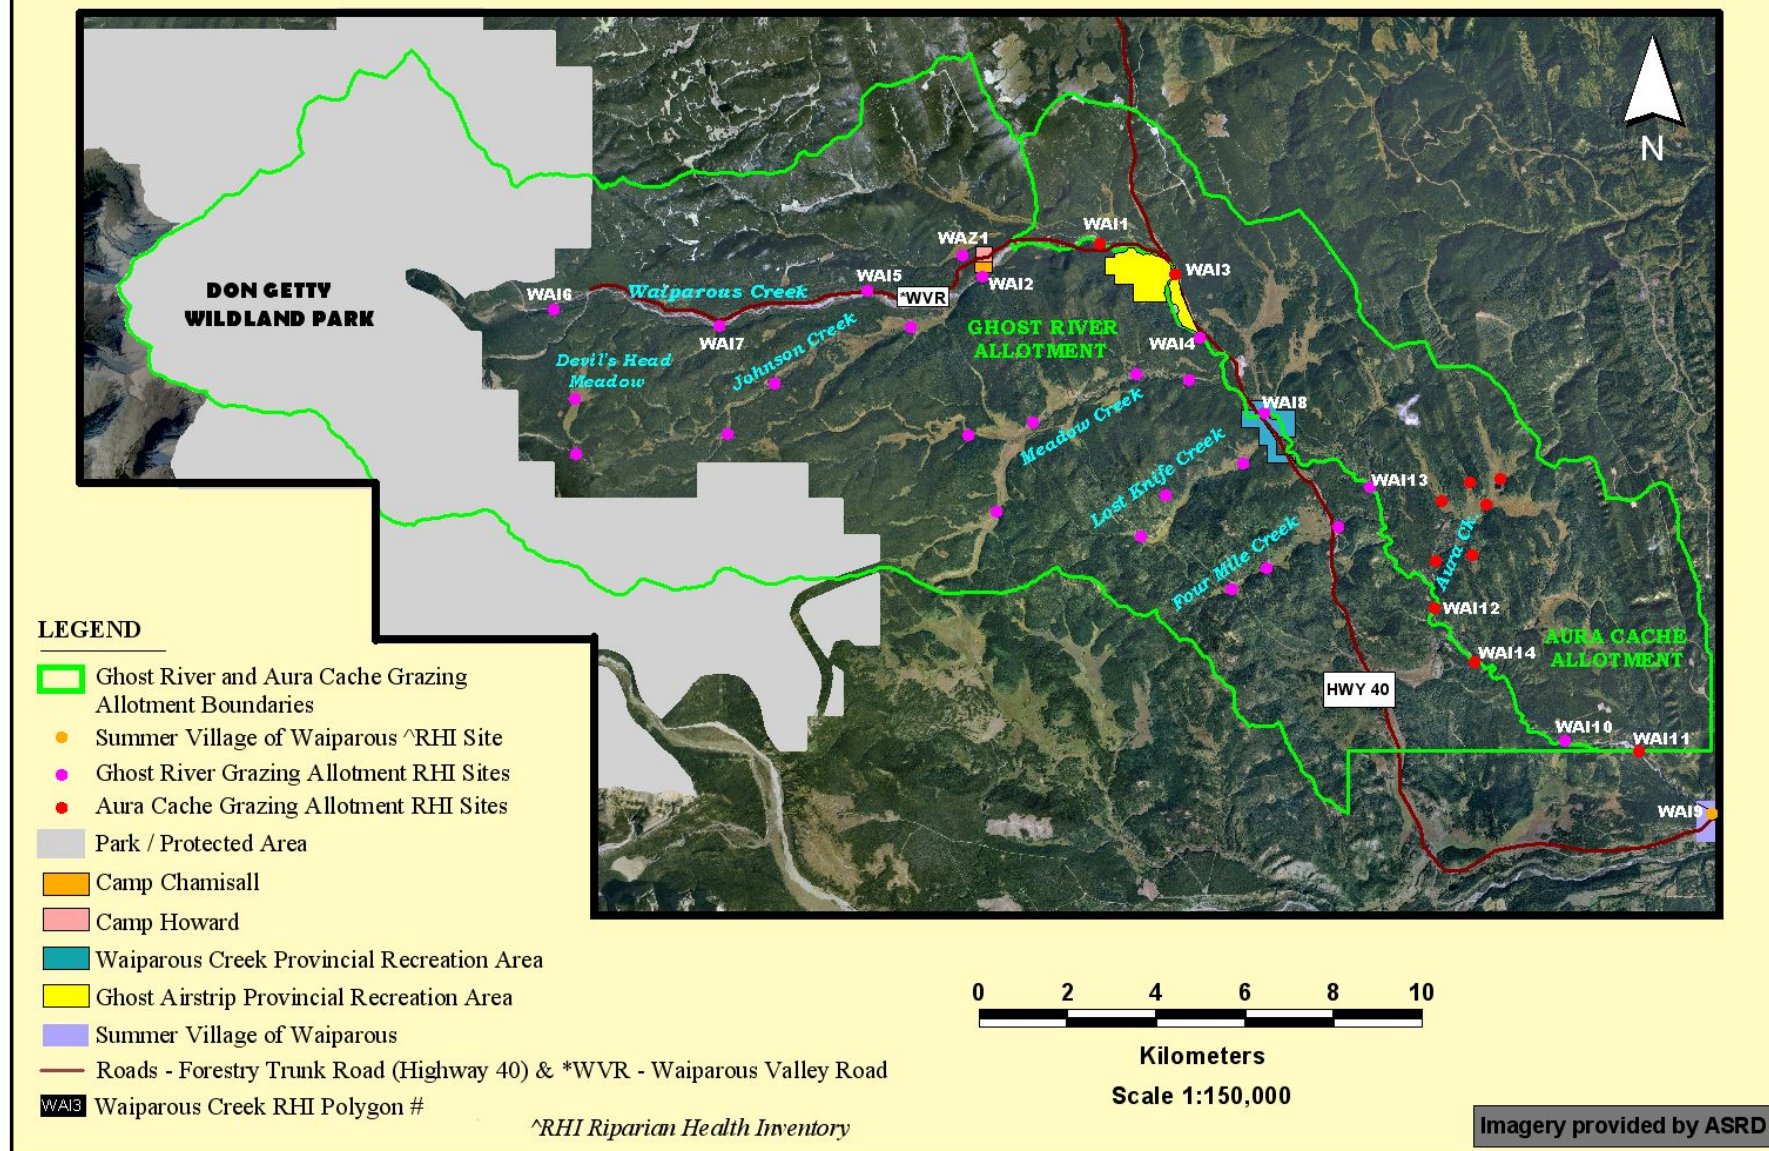 N
WAI1
WAZ1
WAI3
WAI5
WAI2
WAI6
Waiparous Creek
*WVR
DON GETTY
WILDLAND PARK
GHOST RIVER
ALLOTMENT
WAI7
WAI4
Johnson Creek
Devil's Head
Meadow
WAI8
Meadow Creek
Lost Knife Creek
WAI13
Four Mile Creek
Aura Ck.
WAI12
AURA CACHE
ALLOTMENT
WAI14
HWY 40
WAI10
WAI11
WAI9
LEGEND
Ghost River and Aura Cache Grazing
Allotment Boundaries
Summer Village of Waiparous ^RHI Site
Ghost River Grazing Allotment RHI Sites
Aura Cache Grazing Allotment RHI Sites
Park / Protected Area
Camp Chamisall
Camp Howard
Waiparous Creek Provincial Recreation Area
Ghost Airstrip Provincial Recreation Area
Summer Village of Waiparous
Roads - Forestry Trunk Road (Highway 40) & *WVR - Waiparous Valley Road
WAI3 Waiparous Creek RHI Polygon #
^RHI Riparian Health Inventory
0 2 4 6 8 10
Kilometers
Scale 1:150,000
Imagery provided by ASRD